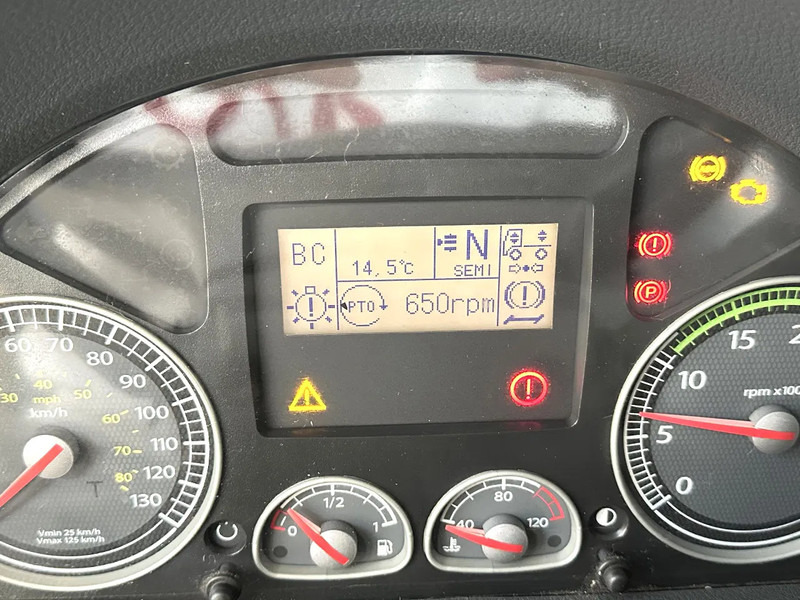 BC
14,5°c
N
SEMI
PTO
650rpm
ABS
P
60 70 80 90 100 110 120 130
30 40 50 60 70 80
mph
km/h
Vmin 25 km/h
Vmax 125 km/h
T
0 1/2 1
40 80 120
0 5 10 15 2
rpm x100